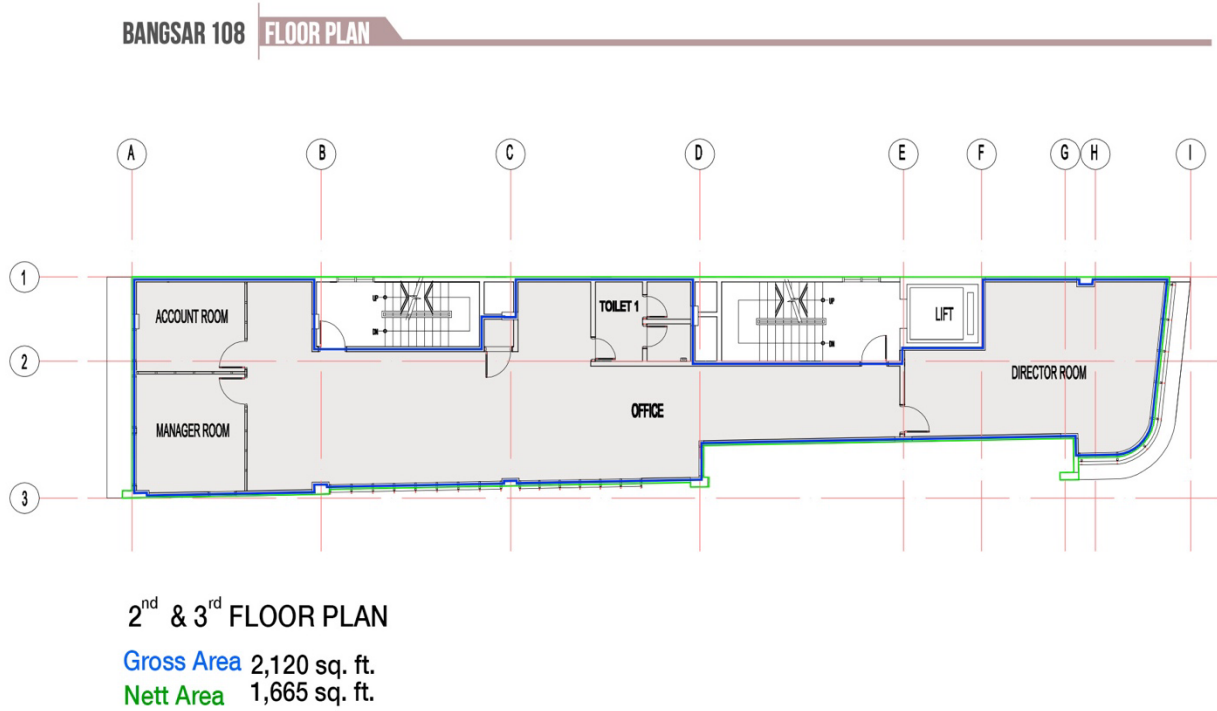 BANGSAR 108 FLOOR PLAN
A B C D E F G H I
1
UP
UP
TOILET 1
ACCOUNT ROOM
LIFT
DN
DN
2
DIRECTOR ROOM
OFFICE
MANAGER ROOM
3
2nd & 3rd FLOOR PLAN
Gross Area 2,120 sq. ft.
Nett Area 1,665 sq. ft.